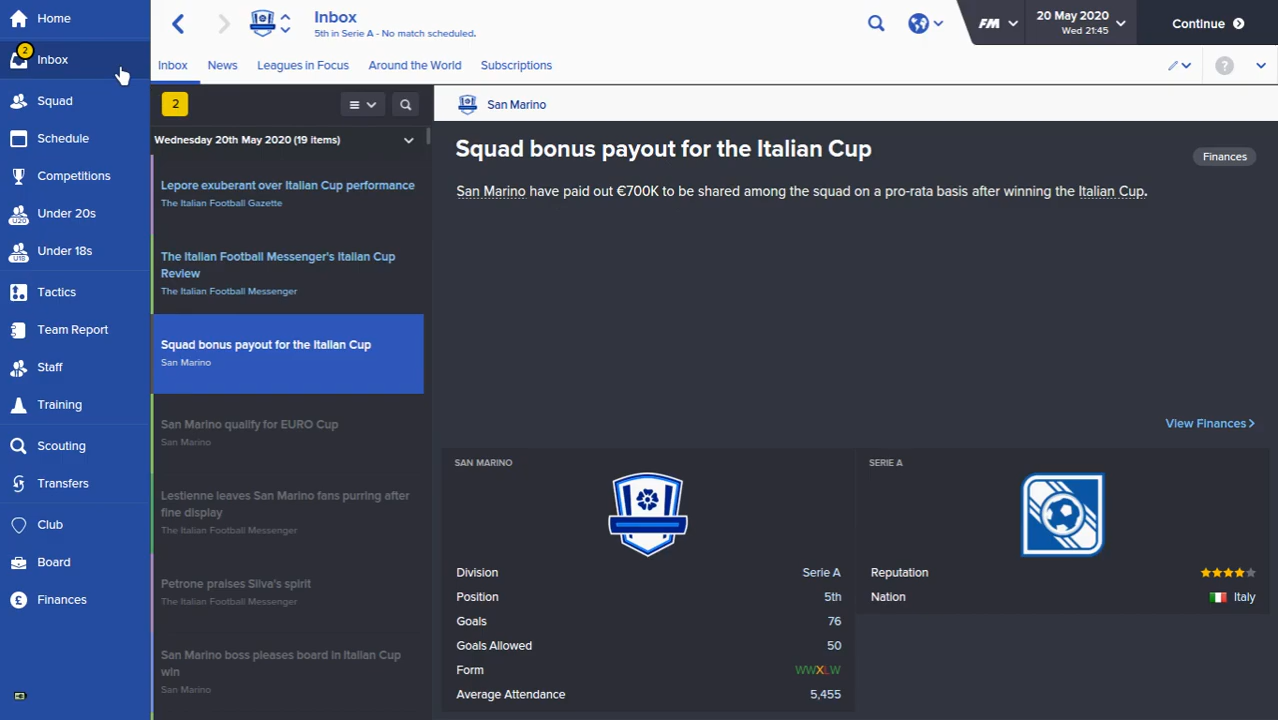 Home
2
Inbox
Squad
Schedule
Competitions
U20
Under 20s
U18
Under 18s
Tactics
Team Report
Staff
Training
Scouting
Transfers
Club
Board
£
Finances
Inbox
5th in Serie A - No match scheduled.
FM
20 May 2020
Wed 21:45
Continue
Inbox
News
Leagues in Focus
Around the World
Subscriptions
?
2
Wednesday 20th May 2020 (19 items)
Lepore exuberant over Italian Cup performance
The Italian Football Gazette
The Italian Football Messenger's Italian Cup
Review
The Italian Football Messenger
Squad bonus payout for the Italian Cup
San Marino
San Marino qualify for EURO Cup
San Marino
Lestienne leaves San Marino fans purring after
fine display
The Italian Football Messenger
Petrone praises Silva's spirit
The Italian Football Messenger
San Marino boss pleases board in Italian Cup
win
San Marino
San Marino
Squad bonus payout for the Italian Cup
Finances
San Marino have paid out €700K to be shared among the squad on a pro-rata basis after winning the Italian Cup.
View Finances
SAN MARINO
Division Serie A
Position 5th
Goals 76
Goals Allowed 50
Form WWXLW
Average Attendance 5,455
SERIE A
Reputation
Nation Italy